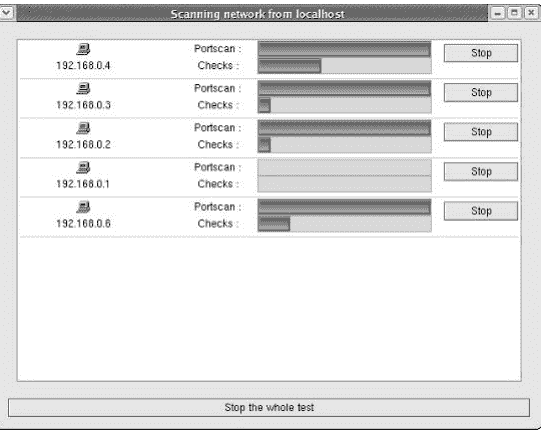 Scanning network from localhost
Portscan :
192.168.0.4 Checks : Stop
Portscan :
192.168.0.3 Checks : Stop
Portscan :
192.168.0.2 Checks : Stop
Portscan :
192.168.0.1 Checks : Stop
Portscan :
192.168.0.6 Checks : Stop
Stop the whole test